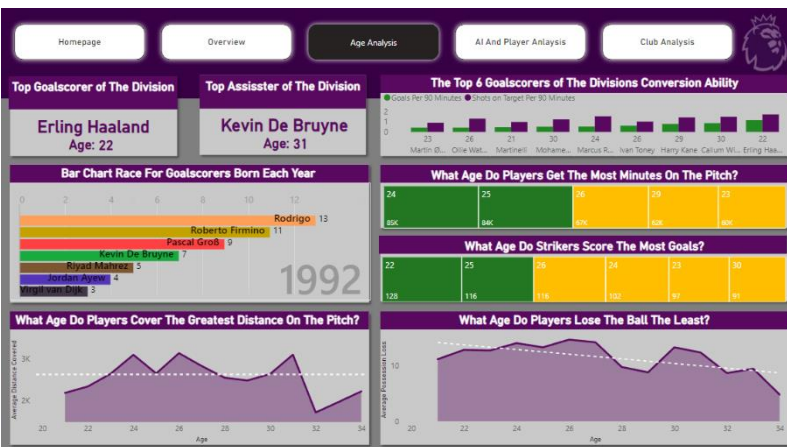 Homepage
Overview
Age Analysis
AI And Player Anlaysis
Club Analysis
Top Goalscorer of The Division
Erling Haaland
Age: 22
Top Assisster of The Division
Kevin De Bruyne
Age: 31
The Top 6 Goalscorers of The Divisions Conversion Ability
Goals Per 90 Minutes Shots on Target Per 90 Minutes
2
1
0
23 26 21 30 24 26 29 30 22
Martin Ø... Ollie Wat... Martinelli Mohame... Marcus R... Ivan Toney Harry Kane Callum Wi... Erling Haa...
Bar Chart Race For Goalscorers Born Each Year
0 2 4 6 8 10 12
Rodrigo 13
Roberto Firmino 11
Pascal Groß 9
Kevin De Bruyne 7
Riyad Mahrez 5
Jordan Ayew 4
Virgil van Dijk 3
1992
What Age Do Players Get The Most Minutes On The Pitch?
24 25 26 29 23
85K 84K 67K 62K 60K
What Age Do Strikers Score The Most Goals?
22 25 26 24 23 30
128 116 116 102 97 91
What Age Do Players Cover The Greatest Distance On The Pitch?
Average Distance Covered
3K
2K
20 22 24 26 28 30 32 34
Age
What Age Do Players Lose The Ball The Least?
Average Possession Loss
10
0
20 22 24 26 28 30 32 34
Age